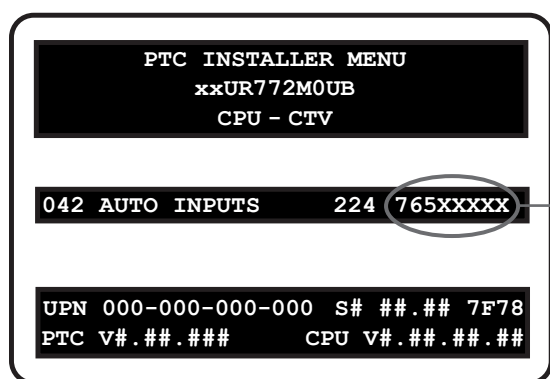 PTC INSTALLER MENU
xxUR772M0UB
CPU - CTV
042 AUTO INPUTS 224 765XXXXX
UPN 000-000-000-000 S# ##.## 7F78
PTC V#.##.### CPU V#.##.##.##